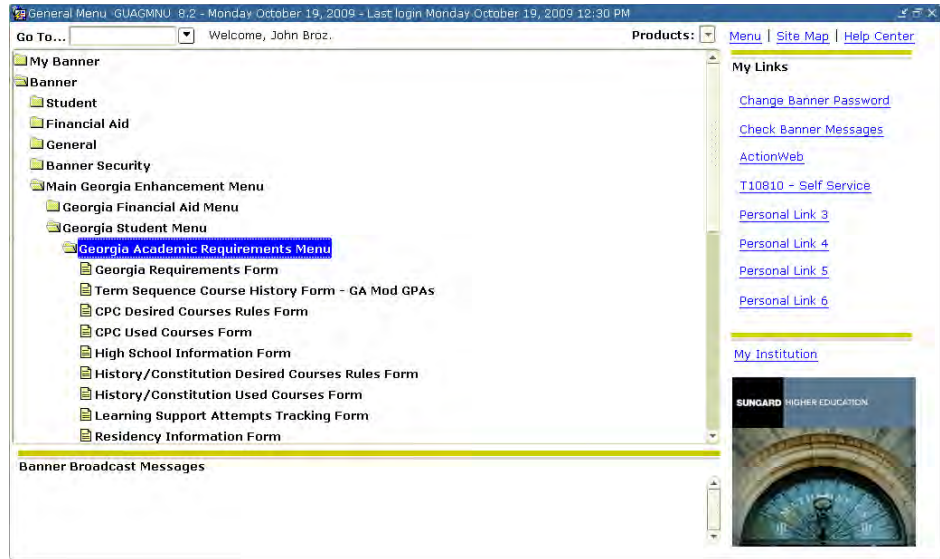 General Menu GUAGMNU 8.2 - Monday October 19, 2009 - Last login Monday October 19, 2009 12:30 PM
Go To... Welcome, John Broz. Products: Menu | Site Map | Help Center
My Banner
Banner
Student
Financial Aid
General
Banner Security
Main Georgia Enhancement Menu
Georgia Financial Aid Menu
Georgia Student Menu
Georgia Academic Requirements Menu
Georgia Requirements Form
Term Sequence Course History Form - GA Mod GPAs
CPC Desired Courses Rules Form
CPC Used Courses Form
High School Information Form
History/Constitution Desired Courses Rules Form
History/Constitution Used Courses Form
Learning Support Attempts Tracking Form
Residency Information Form
Banner Broadcast Messages
My Links
Change Banner Password
Check Banner Messages
ActionWeb
T10810 - Self Service
Personal Link 3
Personal Link 4
Personal Link 5
Personal Link 6
My Institution
SUNGARD HIGHER EDUCATION